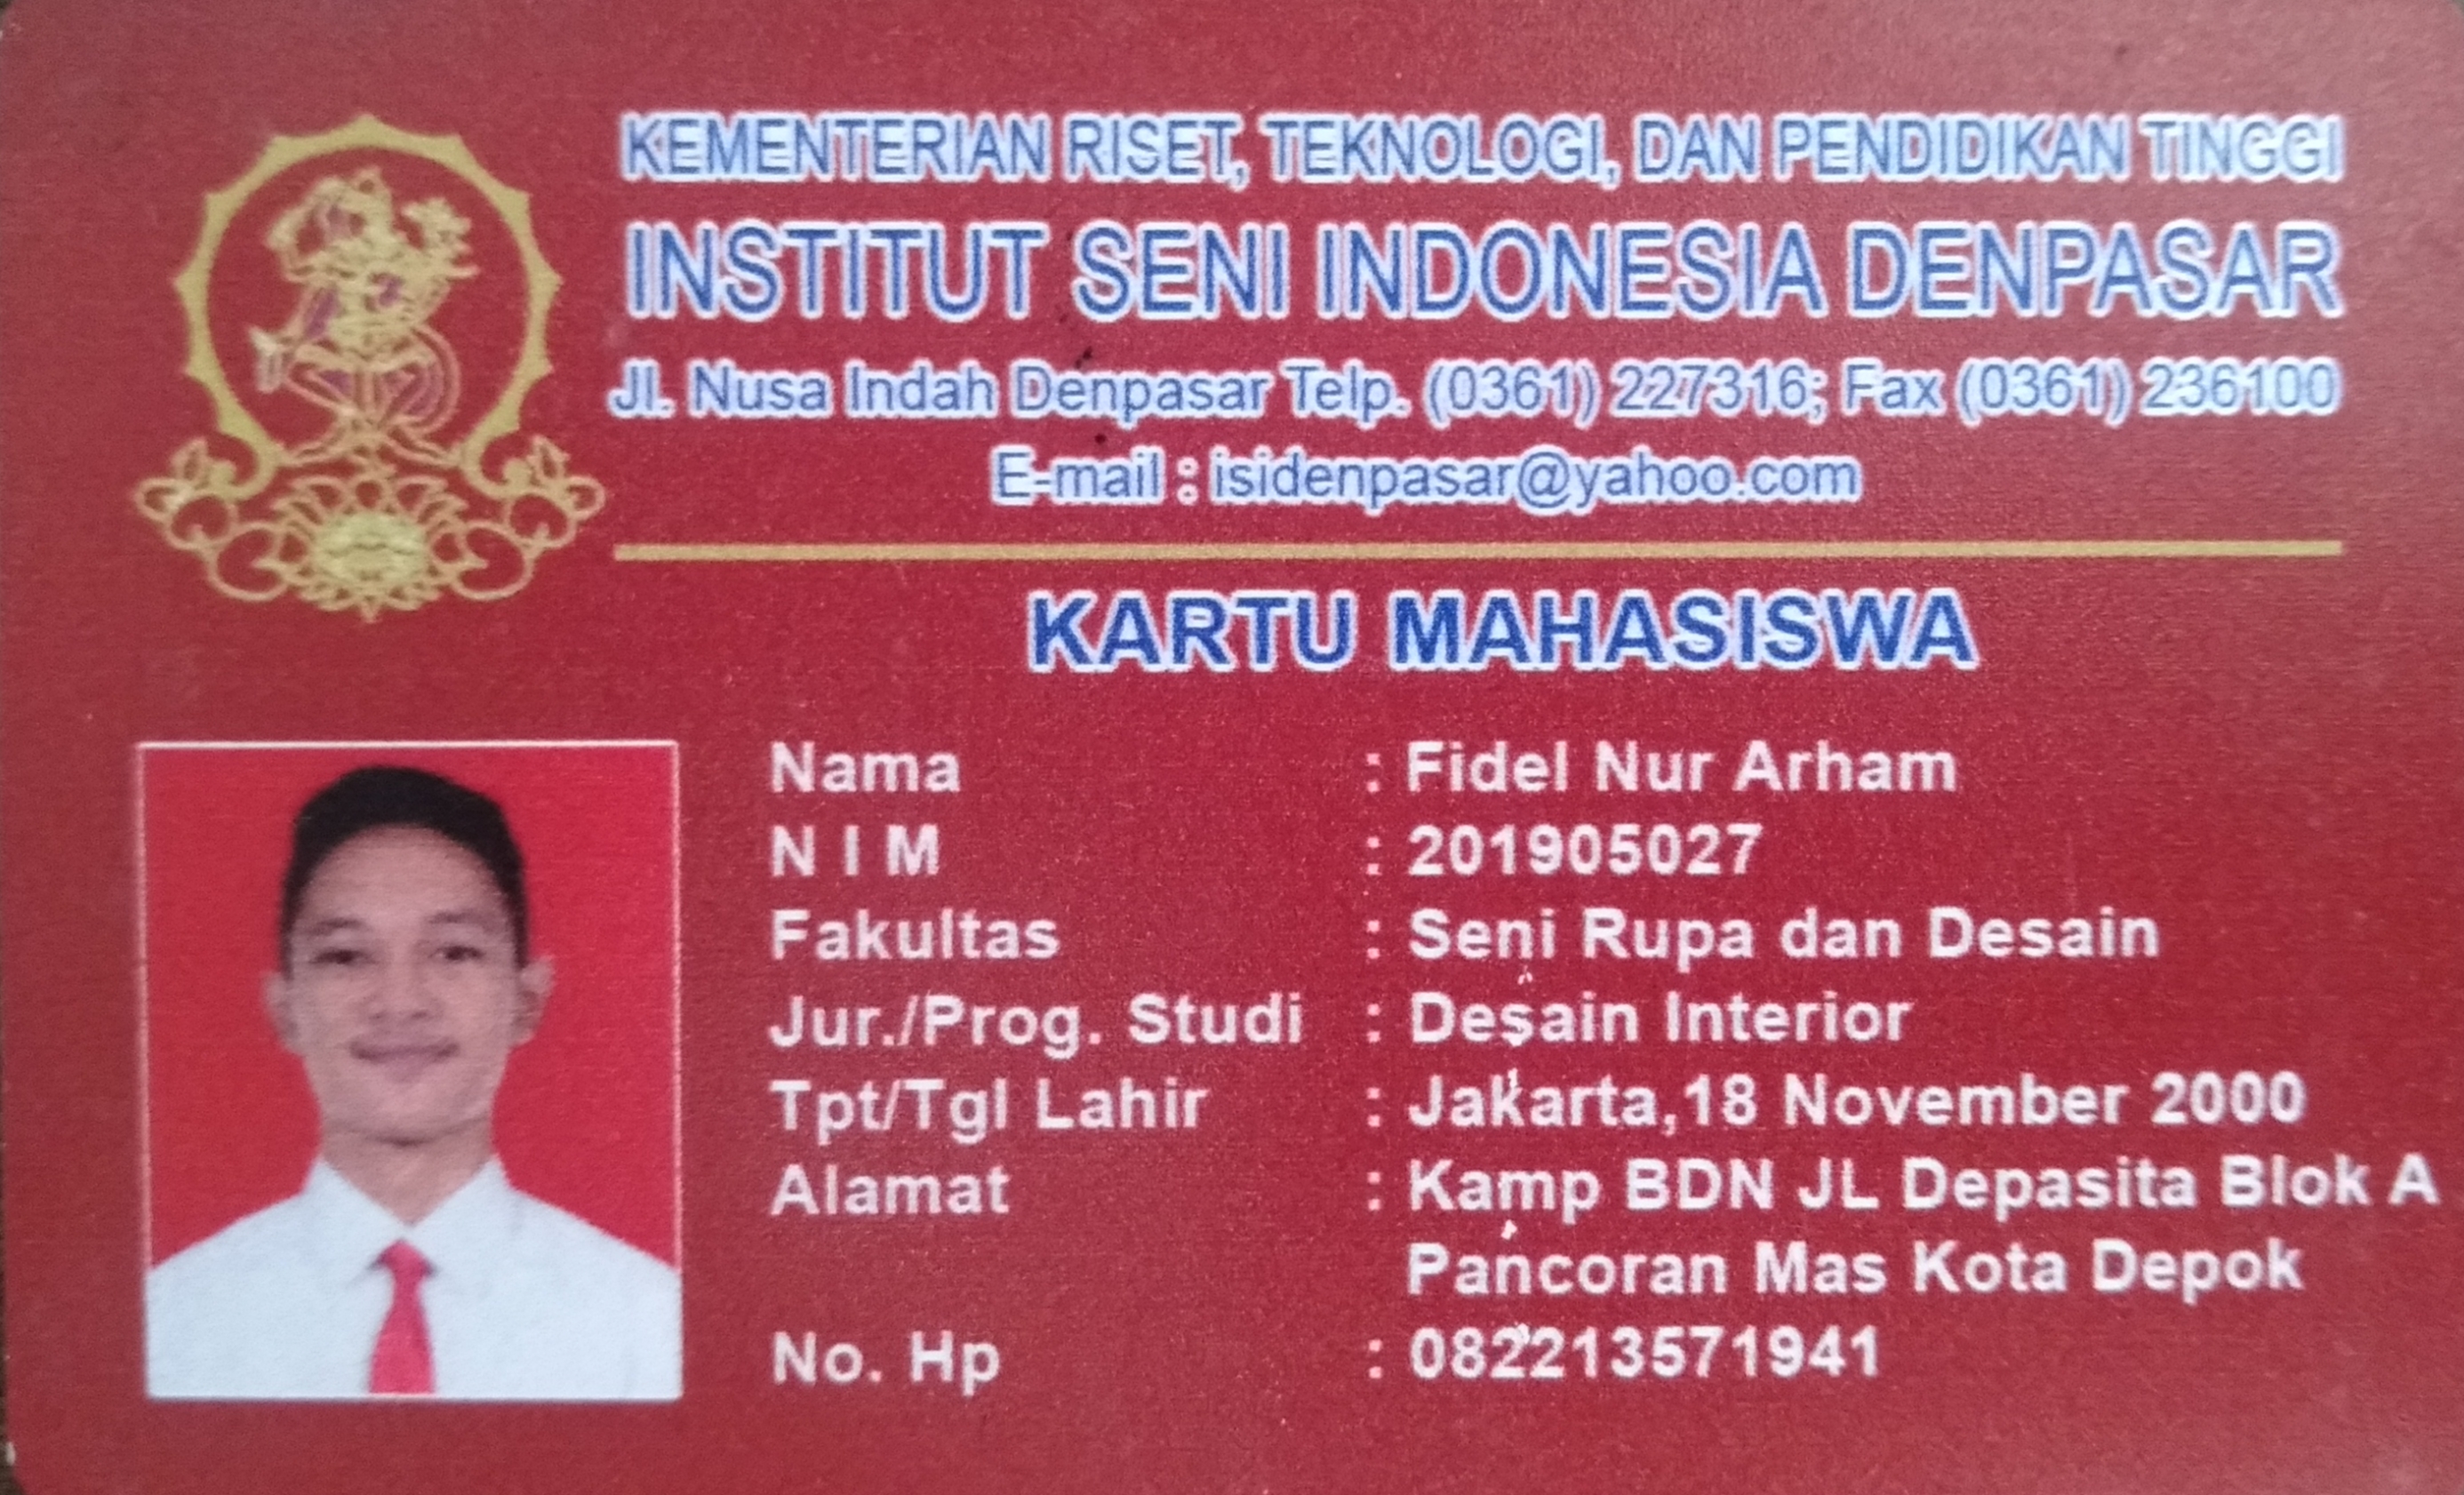 KEMENTERIAN RISET, TEKNOLOGI, DAN PENDIDIKAN TINGGI
INSTITUT SENI INDONESIA DENPASAR
Jl. Nusa Indah Denpasar Telp. (0361) 227316; Fax (0361) 236100
E-mail : isidenpasar@yahoo.com
KARTU MAHASISWA
Nama : Fidel Nur Arham
N I M : 201905027
Fakultas : Seni Rupa dan Desain
Jur./Prog. Studi : Desain Interior
Tpt/Tgl Lahir : Jakarta,18 November 2000
Alamat : Kamp BDN JL Depasita Blok A
Pancoran Mas Kota Depok
No. Hp : 082213571941